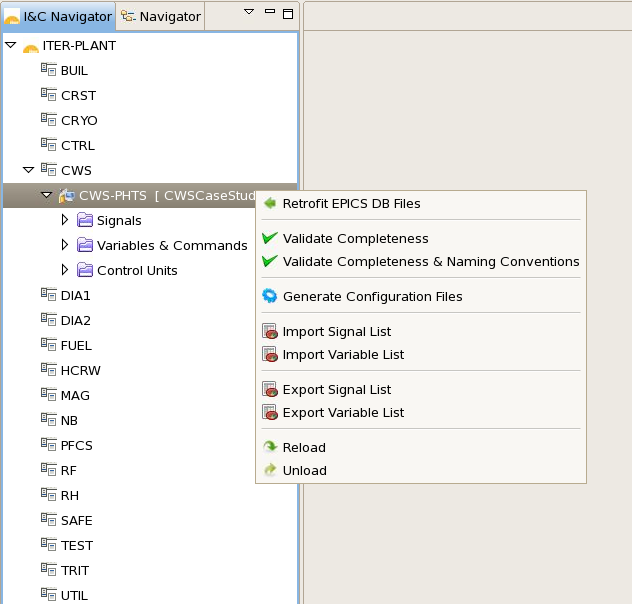 I&C Navigator
Navigator
ITER-PLANT
BUIL
CRST
CRYO
CTRL
CWS
CWS-PHTS [ CWSCaseStud
Signals
Variables & Commands
Control Units
DIA1
DIA2
FUEL
HCRW
MAG
NB
PFCS
RF
RH
SAFE
TEST
TRIT
UTIL
Retrofit EPICS DB Files
Validate Completeness
Validate Completeness & Naming Conventions
Generate Configuration Files
Import Signal List
Import Variable List
Export Signal List
Export Variable List
Reload
Unload